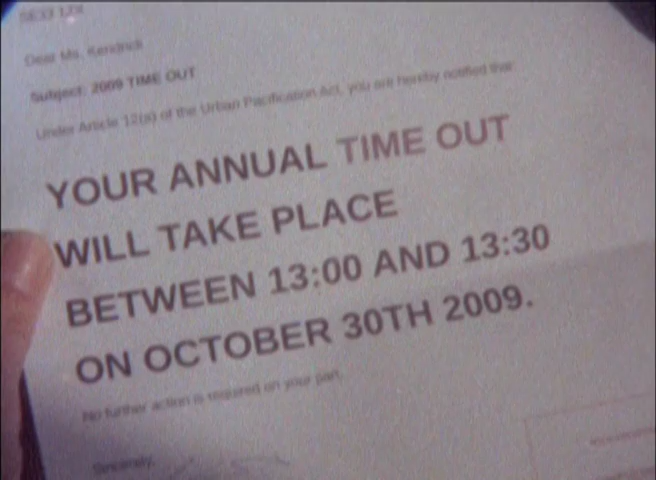 Dear Ms. Kendrick
Subject: 2009 TIME OUT
Under Article 12(a) of the Urban Pacification Act, you are hereby notified that
YOUR ANNUAL TIME OUT
WILL TAKE PLACE
BETWEEN 13:00 AND 13:30
ON OCTOBER 30TH 2009.
No further action is required on your part.
Sincerely,